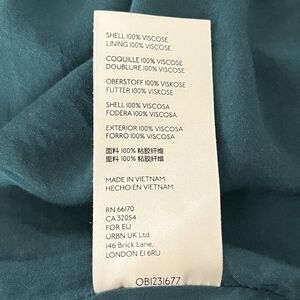 SHELL 100% VISCOSE
LINING 100% VISCOSE
COQUILLE 100% VISCOSE
DOUBLURE 100% VISCOSE
OBERSTOFF 100% VISKOSE
FUTTER 100% VISKOSE
SHELL 100% VISCOSA
FODERA 100% VISCOSA
EXTERIOR 100% VISCOSA
FORRO 100% VISCOSA
面料 100% 粘胶纤维
里料 100% 粘胶纤维
MADE IN VIETNAM
HECHO EN VIETNAM
RN 66170
CA 32054
FOR EU
URBN UK Ltd.
146 Brick Lane,
LONDON E1 6RU
OB1231677